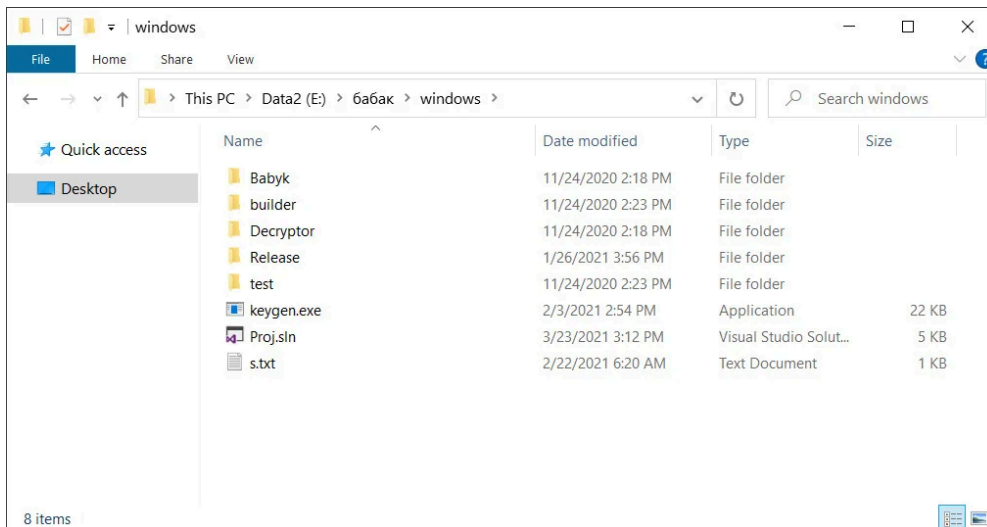 windows
File Home Share View
This PC > Data2 (E:) > бабак > windows >
Search windows
Quick access
Desktop
Name Date modified Type Size
Babyk 11/24/2020 2:18 PM File folder
builder 11/24/2020 2:23 PM File folder
Decryptor 11/24/2020 2:18 PM File folder
Release 1/26/2021 3:56 PM File folder
test 11/24/2020 2:23 PM File folder
keygen.exe 2/3/2021 2:54 PM Application 22 KB
Proj.sln 3/23/2021 3:12 PM Visual Studio Solut... 5 KB
s.txt 2/22/2021 6:20 AM Text Document 1 KB
8 items